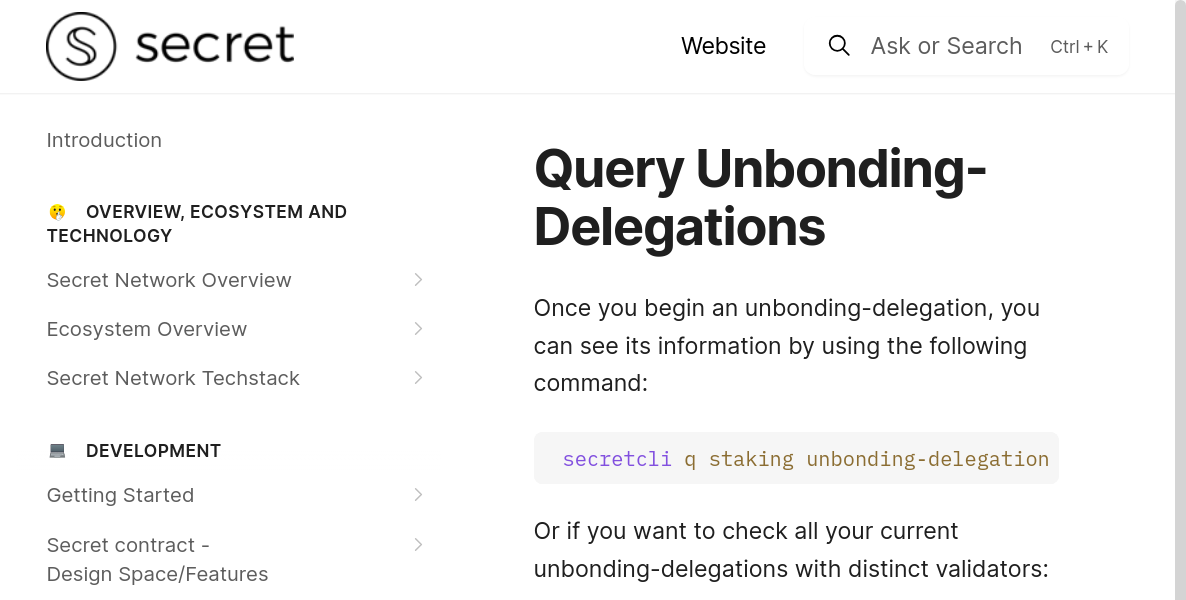 secret
Website
Ask or Search
Ctrl + K
Introduction
OVERVIEW, ECOSYSTEM AND
TECHNOLOGY
Secret Network Overview
Ecosystem Overview
Secret Network Techstack
DEVELOPMENT
Getting Started
Secret contract -
Design Space/Features
Query Unbonding-
Delegations
Once you begin an unbonding-delegation, you
can see its information by using the following
command:
secretcli q staking unbonding-delegation
Or if you want to check all your current
unbonding-delegations with distinct validators: